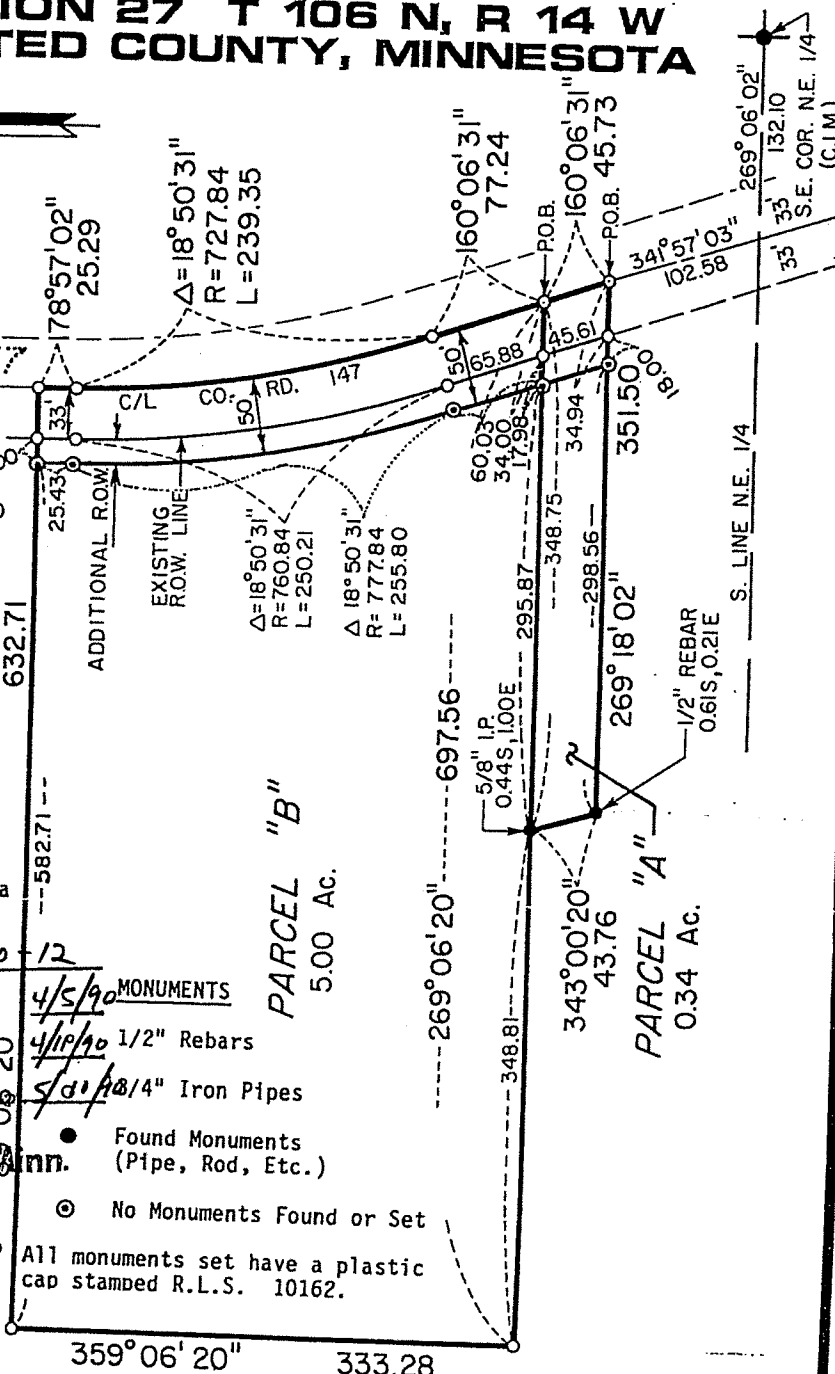 ION 27 T 106 N, R 14 W
TED COUNTY, MINNESOTA
269°06'02"
132.10
S.E. COR. N.E. 1/4
(C.I.M.)
178°57'02"
25.29
Δ=18°50'31"
R=727.84
L=239.35
160°06'31"
77.24
P.O.B.
160°06'31"
45.73
P.O.B.
341°57'03"
102.58
33'
33'
33'
C/L
CO. RD. 147
50'
50'
65.88
45.61
18.00
60.03
34.00
17.98
34.94
351.50
25.43
ADDITIONAL R.O.W.
EXISTING
R.O.W. LINE
Δ=18°50'31"
R=760.84
L=250.21
Δ 18°50'31"
R= 777.84
L= 255.80
295.87
348.75
298.56
269°18'02"
S. LINE N.E. 1/4
1/2" REBAR
0.61S, 0.21E
5/8" I.P.
0.44S, 1.00E
632.71
582.71
697.56
269°06'20"
348.81
PARCEL "B"
5.00 Ac.
343°00'20"
43.76
PARCEL "A"
0.34 Ac.
12
4/5/90
MONUMENTS
1/2" Rebars
3/4" Iron Pipes
Found Monuments
(Pipe, Rod, Etc.)
inn.
No Monuments Found or Set
All monuments set have a plastic
cap stamped R.L.S. 10162.
359°06'20" 333.28